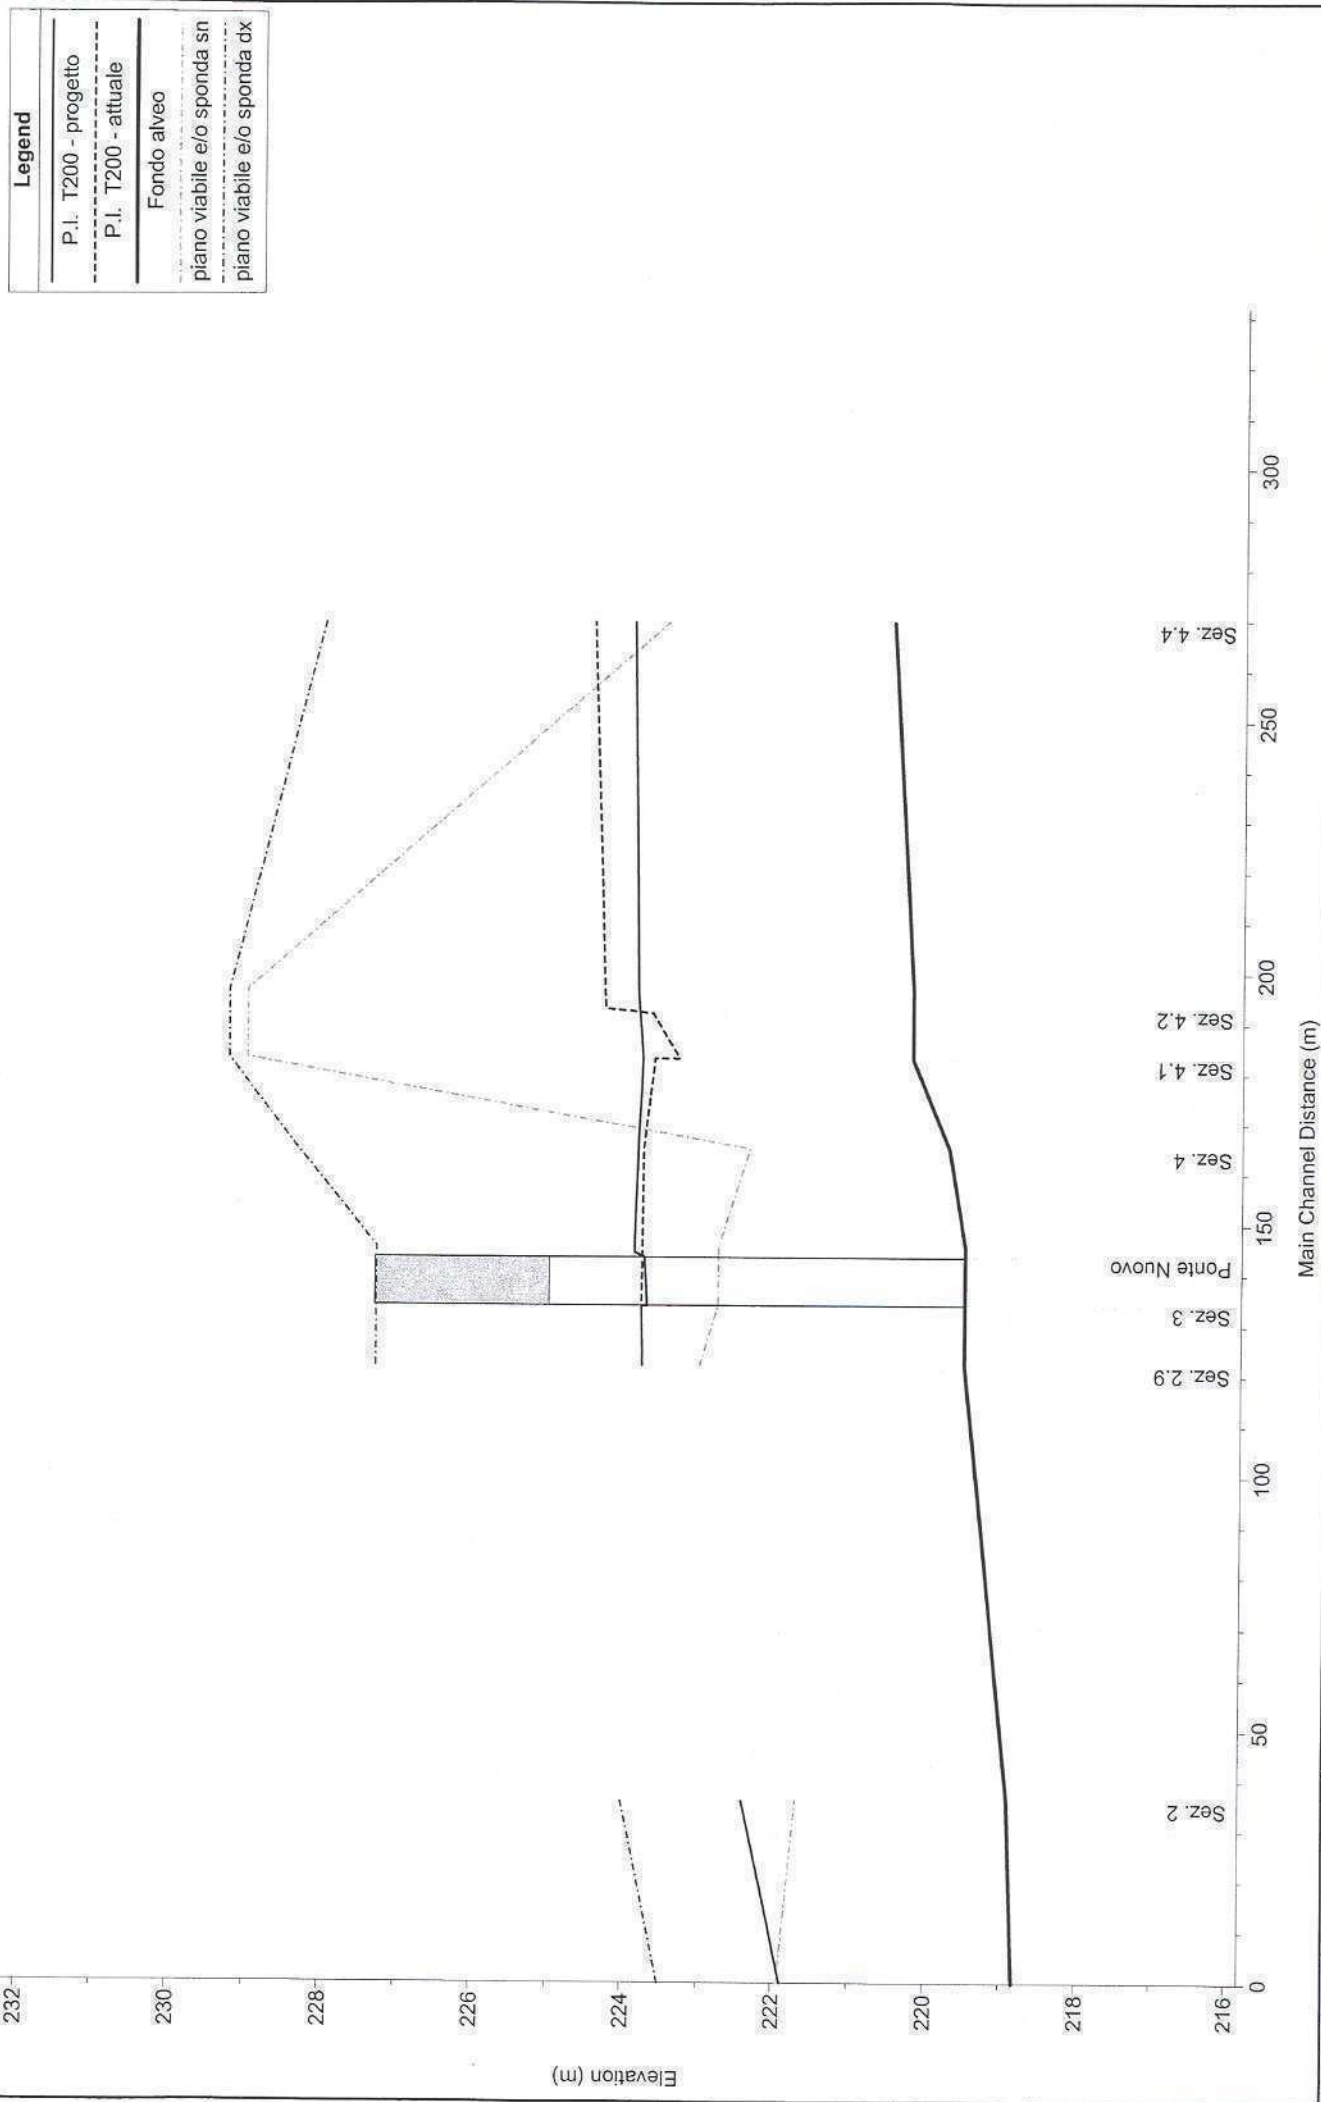 Legend
P.I. T200 - progetto
P.I. T200 - attuale
Fondo alveo
piano viabile e/o sponda sn
piano viabile e/o sponda dx
Elevation (m)
232
230
228
226
224
222
220
218
216
0
50
100
150
200
250
300
Sez. 2
Sez. 2.9
Sez. 3
Ponte Nuovo
Sez. 4
Sez. 4.1
Sez. 4.2
Sez. 4.4
Main Channel Distance (m)